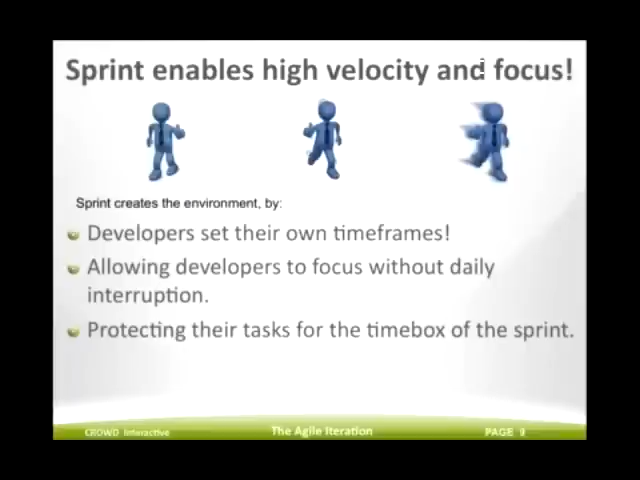 Sprint enables high velocity and focus!
Sprint creates the environment, by:
Developers set their own timeframes!
Allowing developers to focus without daily
interruption.
Protecting their tasks for the timebox of the sprint.
CROWD Interactive
The Agile Iteration
PAGE 9